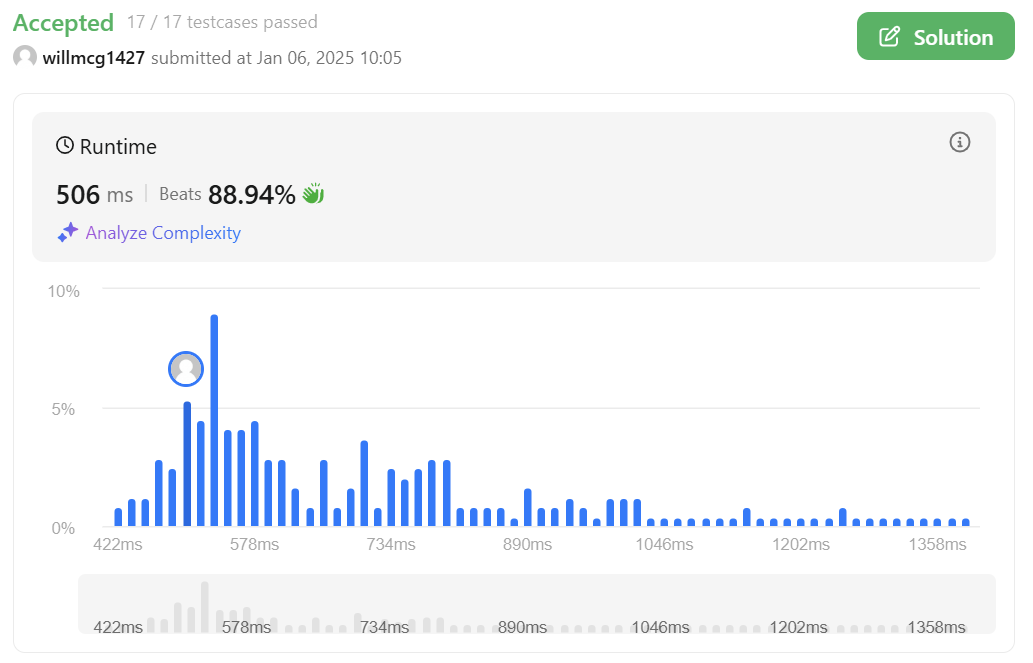 Accepted 17 / 17 testcases passed
willmcg1427 submitted at Jan 06, 2025 10:05
Solution
Runtime
506 ms Beats 88.94%
Analyze Complexity
10%
5%
0%
422ms 578ms 734ms 890ms 1046ms 1202ms 1358ms
422ms 578ms 734ms 890ms 1046ms 1202ms 1358ms